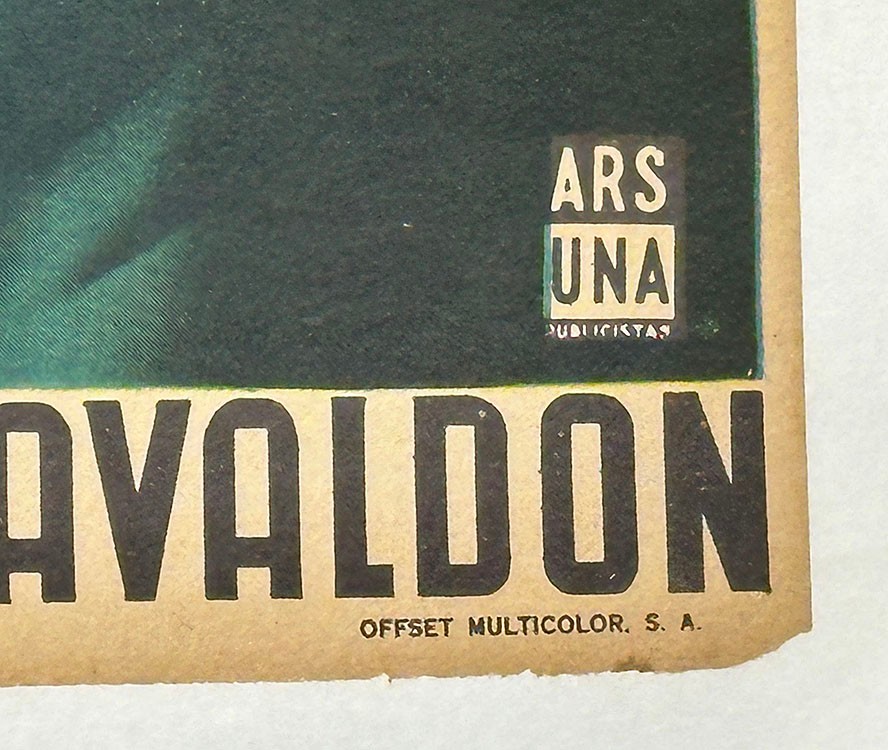 ARS
UNA
PUBLICISTAS
AVALDON
OFFSET MULTICOLOR, S. A.